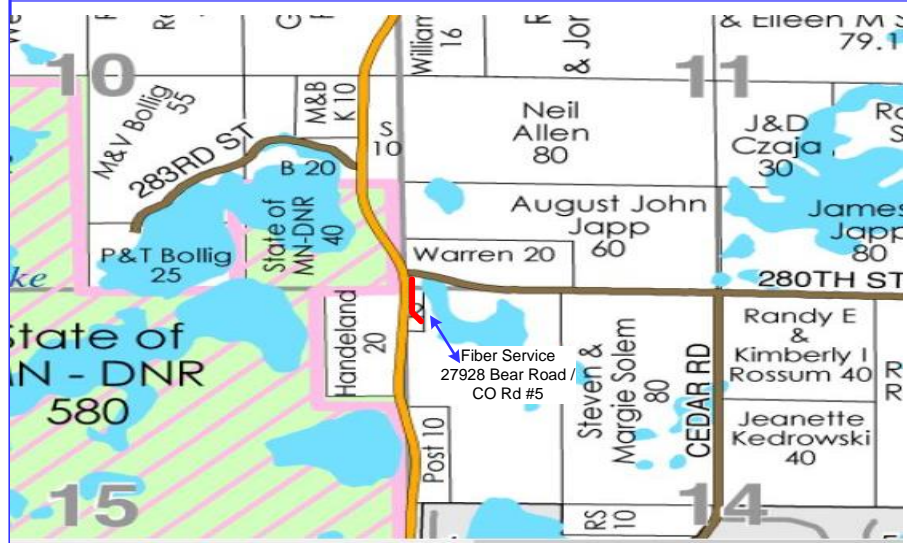 10
11
William
16
& Jor
& Eileen M S
79.1
M&V Bollig
55
M&B
K 10
S
10
283RD ST
B 20
Neil
Allen
80
J&D
Czaja
30
State of
MN-DNR
40
August John
Japp
60
James
Japp
80
P&T Bollig
25
Warren 20
280TH ST
ke
Handeland
20
State of
MN - DNR
580
Fiber Service
27928 Bear Road /
CO Rd #5
Steven &
Margie Solem
80
CEDAR RD
Randy E
&
Kimberly I
Rossum 40
R
R
Post 10
Jeanette
Kedrowski
40
15
RS
10
14